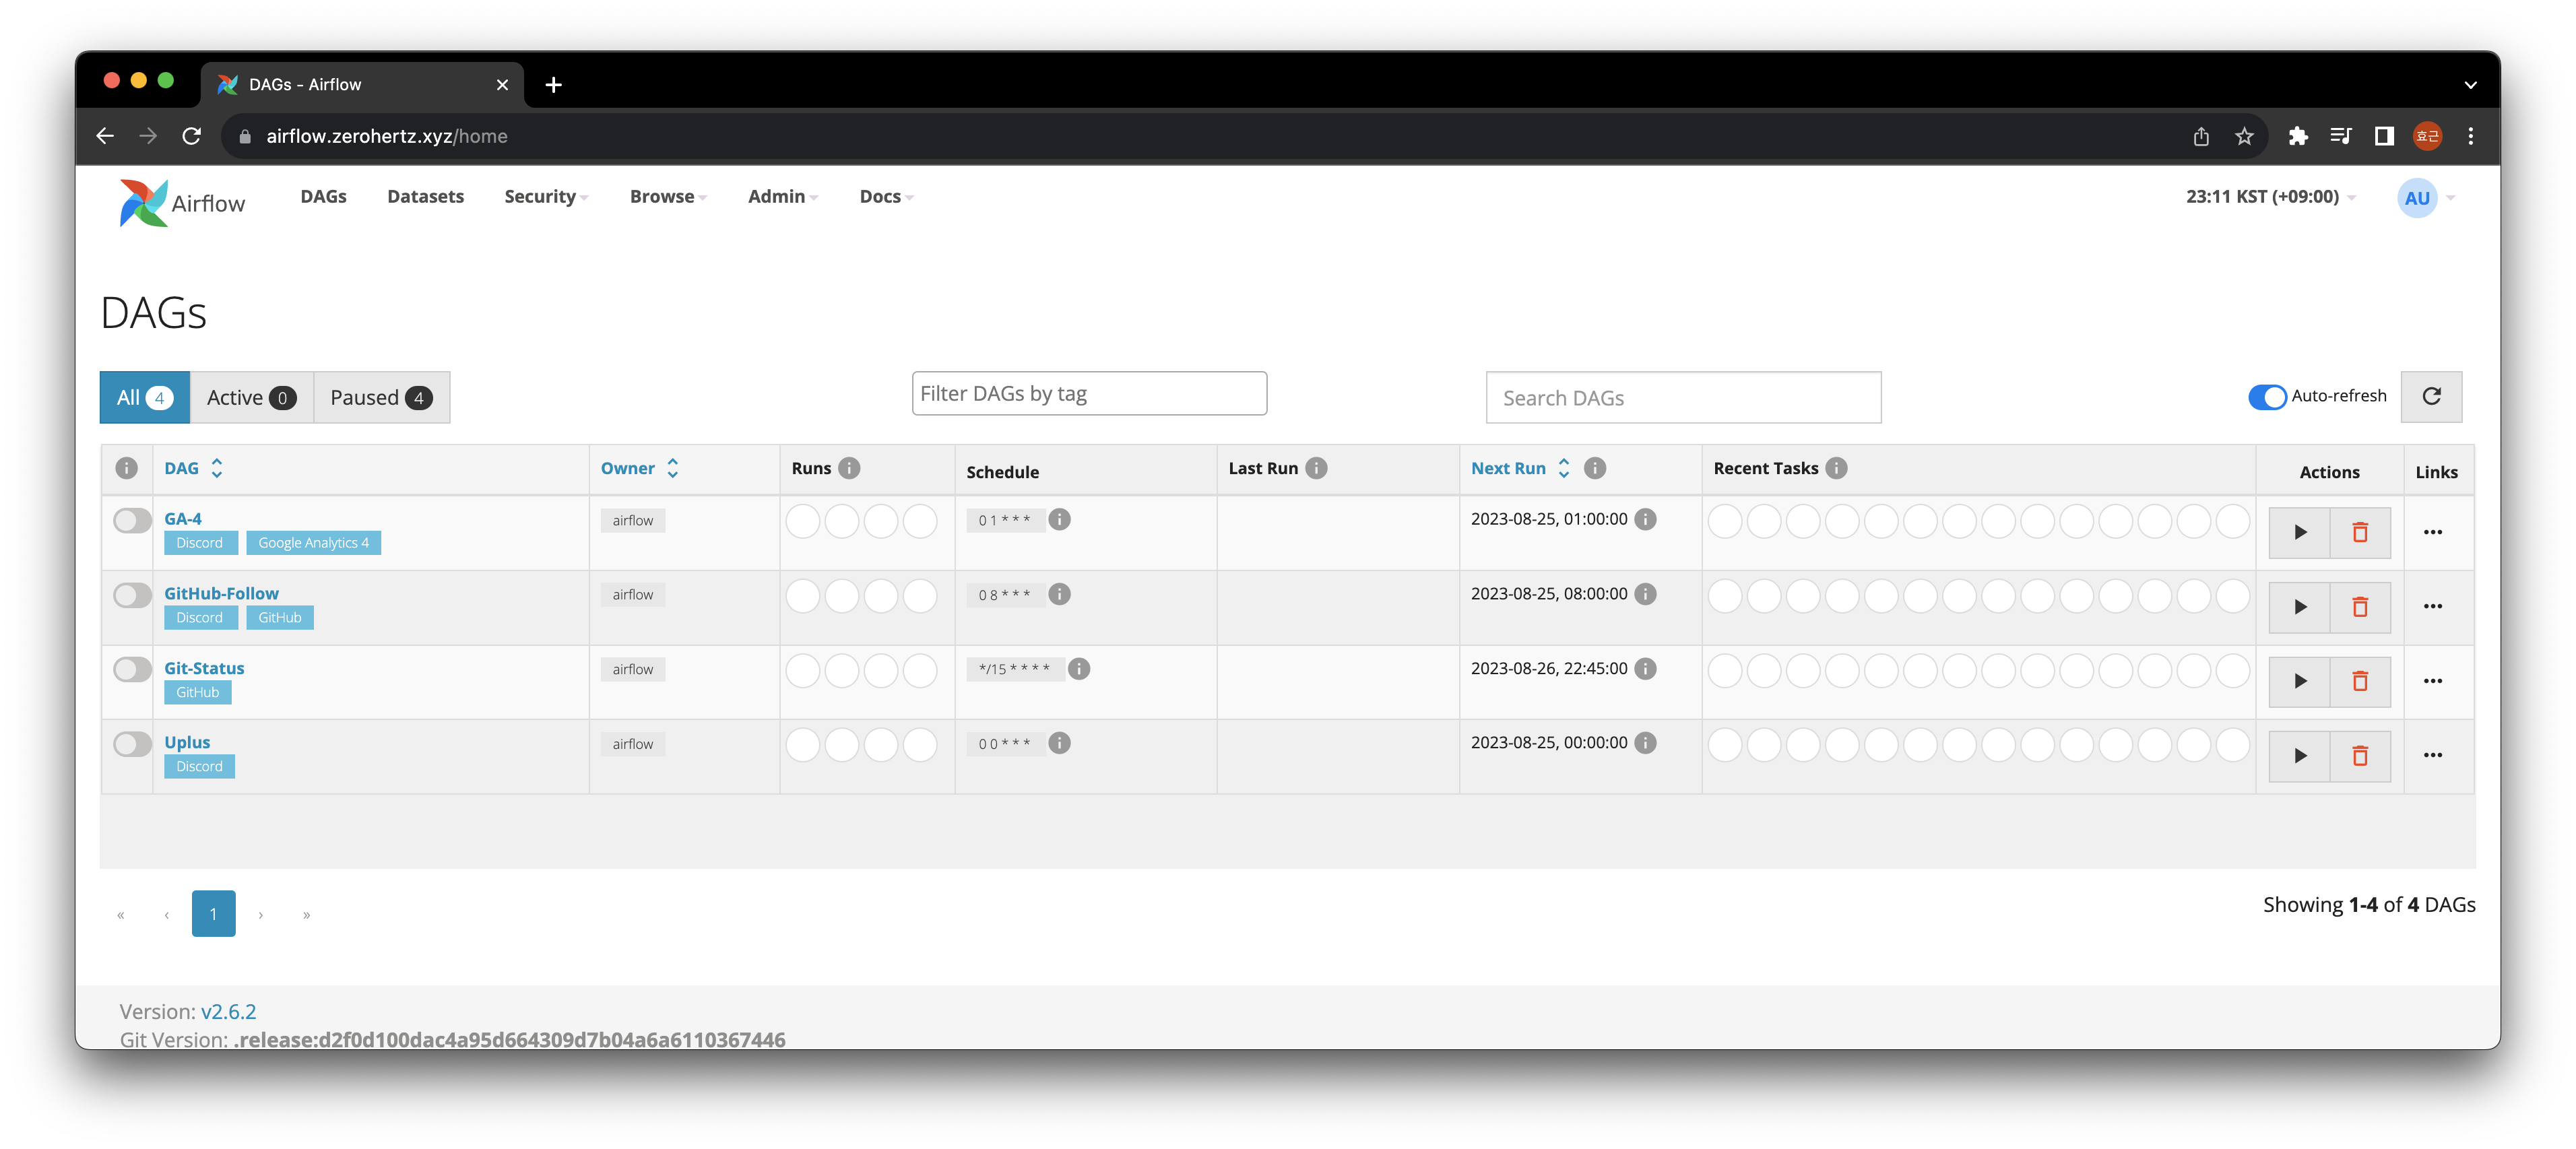 DAGs - Airflow
airflow.zerohertz.xyz/home
효근
Airflow DAGs Datasets Security Browse Admin Docs 23:11 KST (+09:00) AU
DAGs
All 4 Active 0 Paused 4 Filter DAGs by tag Search DAGs Auto-refresh
DAG Owner Runs Schedule Last Run Next Run Recent Tasks Actions Links
GA-4 airflow 0 1 * * * 2023-08-25, 01:00:00
Discord Google Analytics 4
GitHub-Follow airflow 0 8 * * * 2023-08-25, 08:00:00
Discord GitHub
Git-Status airflow */15 * * * * 2023-08-26, 22:45:00
GitHub
Uplus airflow 0 0 * * * 2023-08-25, 00:00:00
Discord
« ‹ 1 › » Showing 1-4 of 4 DAGs
Version: v2.6.2
Git Version: .release:d2f0d100dac4a95d664309d7b04a6a6110367446